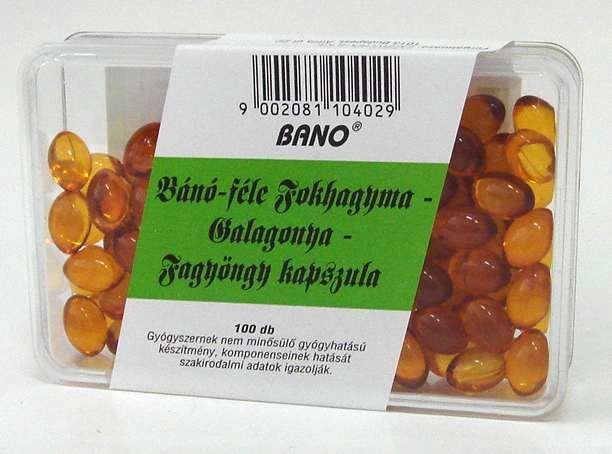 9 002081 104029
BANO®
Bánó-féle Fokhagyma -
Galagonya -
Fagyöngy kapszula
100 db
Gyógyszernek nem minősülő gyógyhatású
készítmény, komponenseinek hatását
szakirodalmi adatok igazolják.